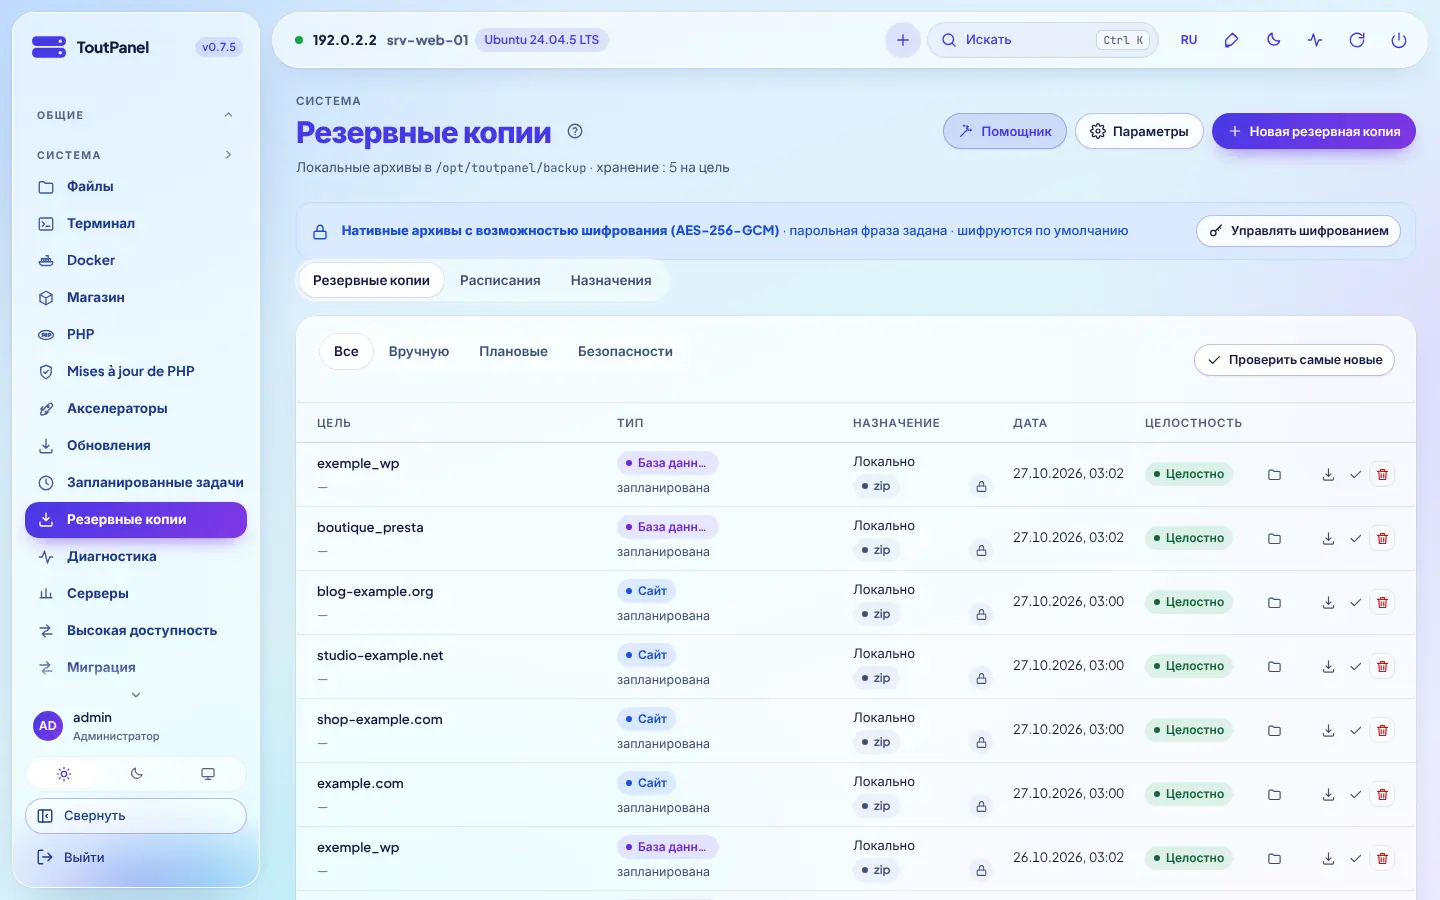 ToutPanel
v0.7.5
ОБЩИЕ
СИСТЕМА
Файлы
Терминал
Docker
Магазин
PHP
Mises à jour de PHP
Акселераторы
Обновления
Запланированные задачи
Резервные копии
Диагностика
Серверы
Высокая доступность
Миграция
AD
admin
Администратор
Свернуть
Выйти
192.0.2.2 srv-web-01 Ubuntu 24.04.5 LTS
Искать Ctrl K
RU
СИСТЕМА
Резервные копии
Локальные архивы в /opt/toutpanel/backup · хранение : 5 на цель
Помощник
Параметры
Новая резервная копия
Нативные архивы с возможностью шифрования (AES-256-GCM) · парольная фраза задана · шифруются по умолчанию
Управлять шифрованием
Резервные копии Расписания Назначения
Все Вручную Плановые Безопасности
Проверить самые новые
ЦЕЛЬ ТИП НАЗНАЧЕНИЕ ДАТА ЦЕЛОСТНОСТЬ
exemple_wp База данн… Локально 27.10.2026, 03:02 Целостно
— запланирована zip
boutique_presta База данн… Локально 27.10.2026, 03:02 Целостно
— запланирована zip
blog-example.org Сайт Локально 27.10.2026, 03:00 Целостно
— запланирована zip
studio-example.net Сайт Локально 27.10.2026, 03:00 Целостно
— запланирована zip
shop-example.com Сайт Локально 27.10.2026, 03:00 Целостно
— запланирована zip
example.com Сайт Локально 27.10.2026, 03:00 Целостно
— запланирована zip
exemple_wp База данн… Локально 26.10.2026, 03:02 Целостно
— запланирована zip